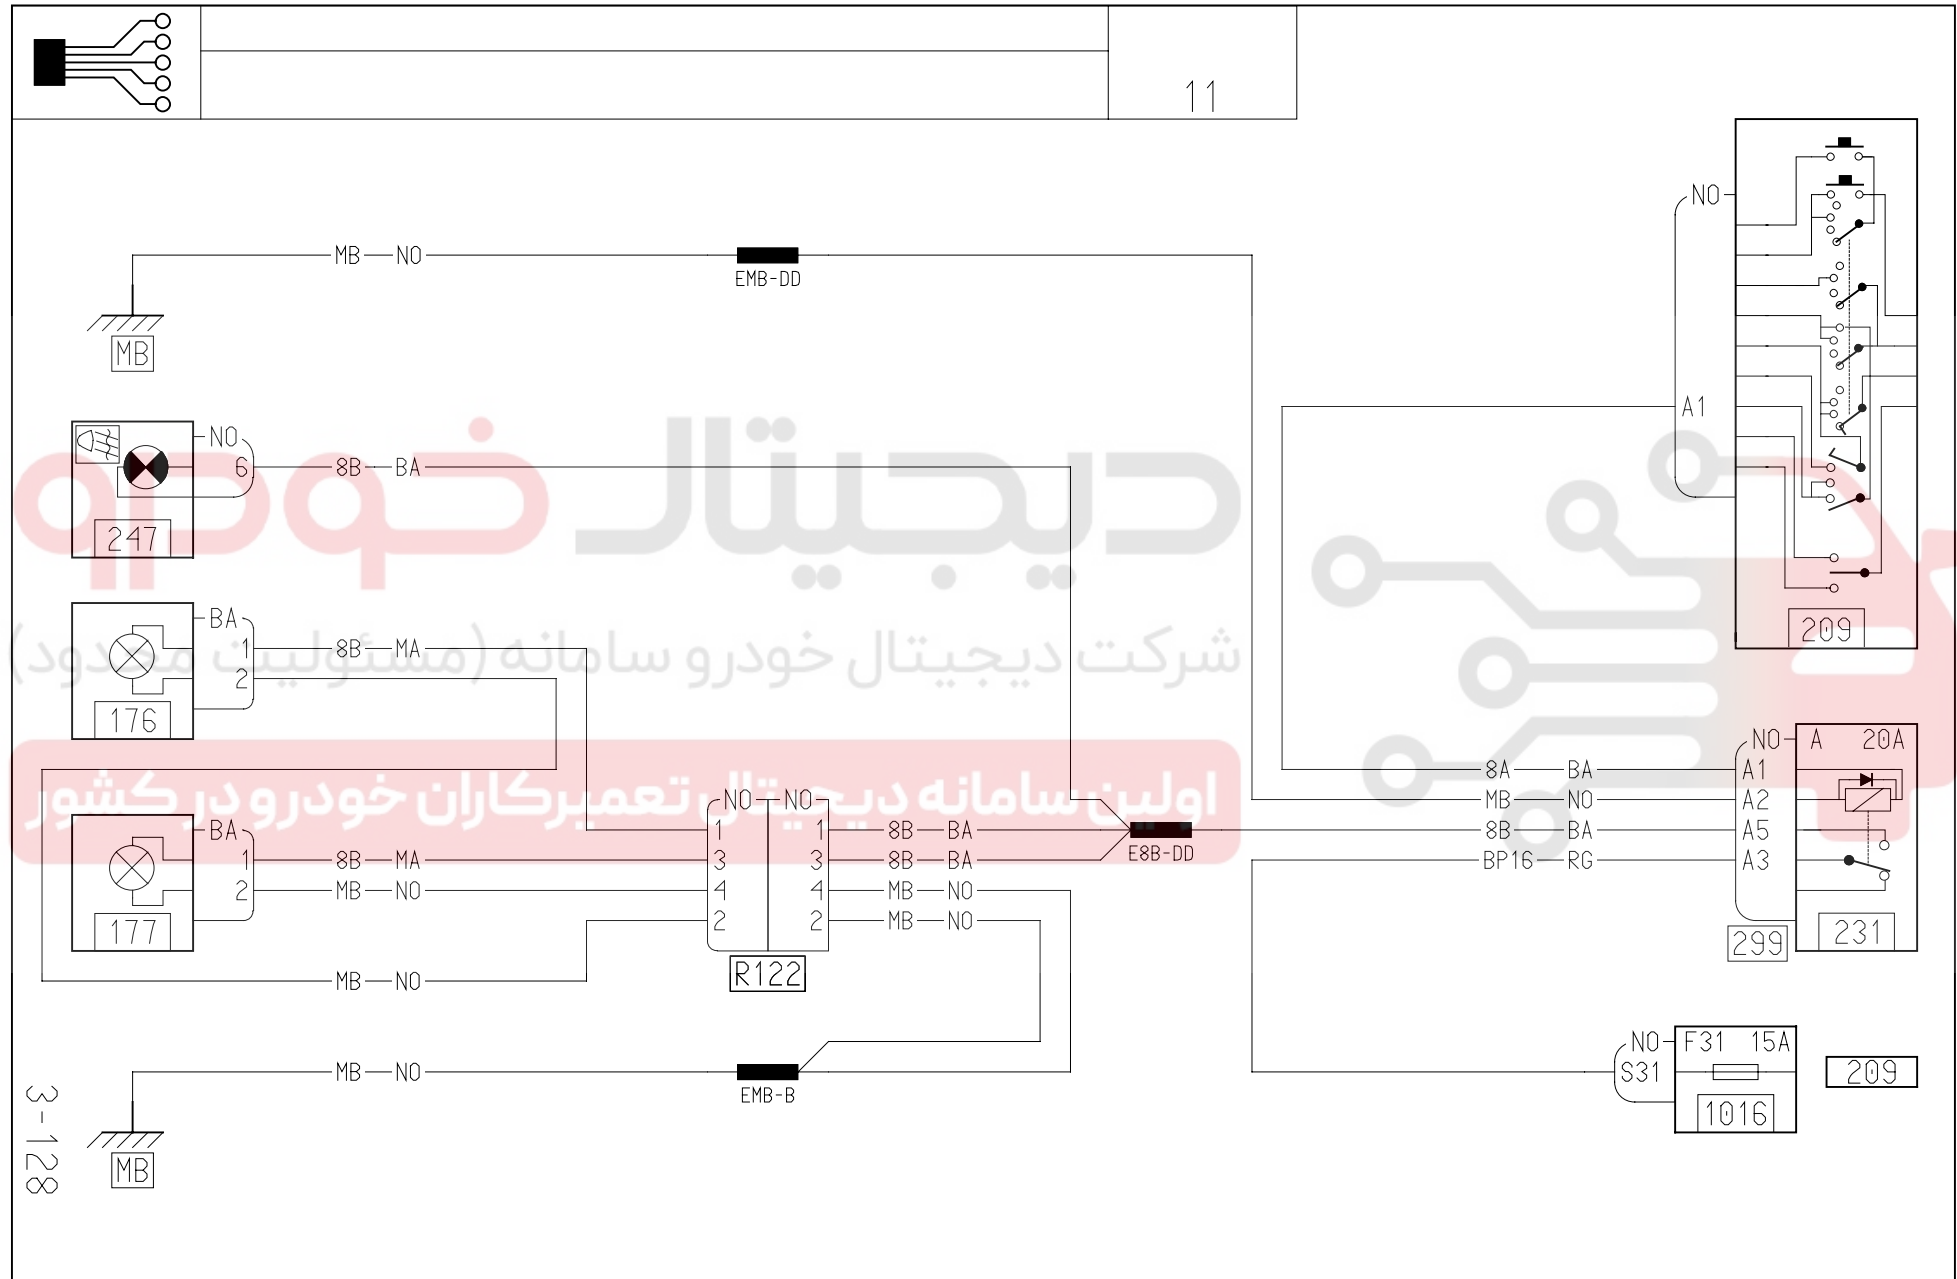 11
NO
MB NO
EMB-DD
MB
A1
دیجیتال خودرو
NO
6 8B BA
247
209
شرکت دیجیتال خودرو سامانه (مسئولیت محدود)
BA
1 8B MA
2
176
NO A 20A
8A BA A1
اولین سامانه دیجیتال تعمیرکاران خودرو در کشور
NO NO
MB NO A2
BA
1 1 8B BA
8B BA A5
E8B-DD
1 8B MA 3 3 8B BA
BP16 RG A3
2 MB NO 4 4 MB NO
177
2 2 MB NO
231
299
R122
MB NO
NO F31 15A
MB NO
S31
209
EMB-B
1016
MB
3-128